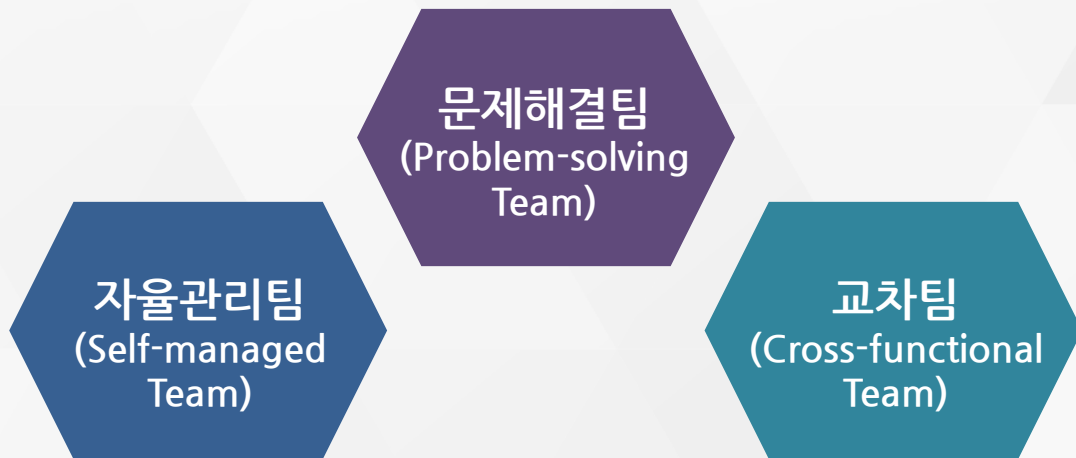 문제해결팀
(Problem-solving
Team)
자율관리팀
(Self-managed
Team)
교차팀
(Cross-functional
Team)